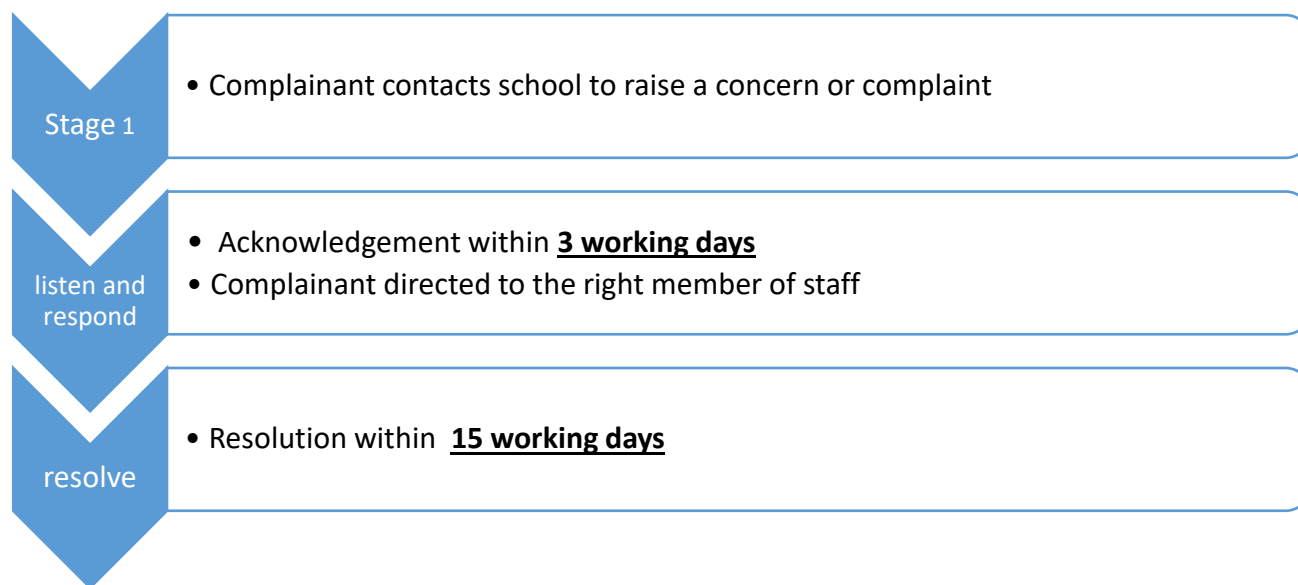 Stage 1
• Complainant contacts school to raise a concern or complaint
listen and
respond
• Acknowledgement within 3 working days
• Complainant directed to the right member of staff
resolve
• Resolution within 15 working days